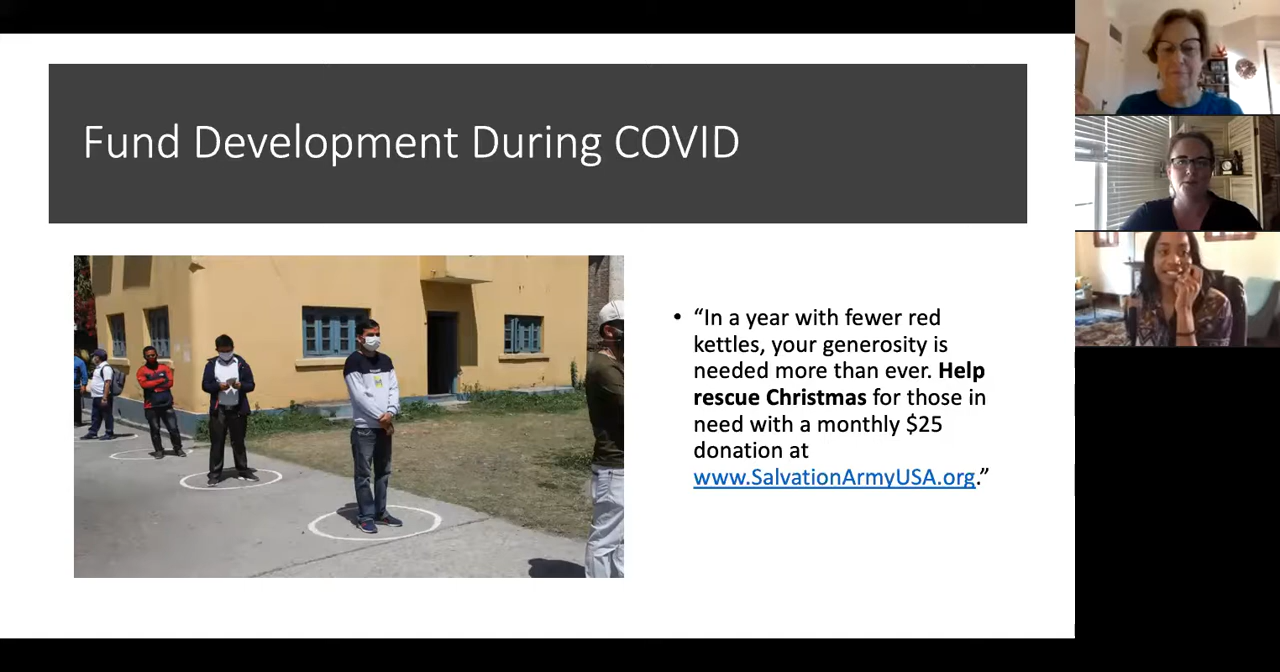 Fund Development During COVID
• “In a year with fewer red
kettles, your generosity is
needed more than ever. Help
rescue Christmas for those in
need with a monthly $25
donation at
www.SalvationArmyUSA.org.”